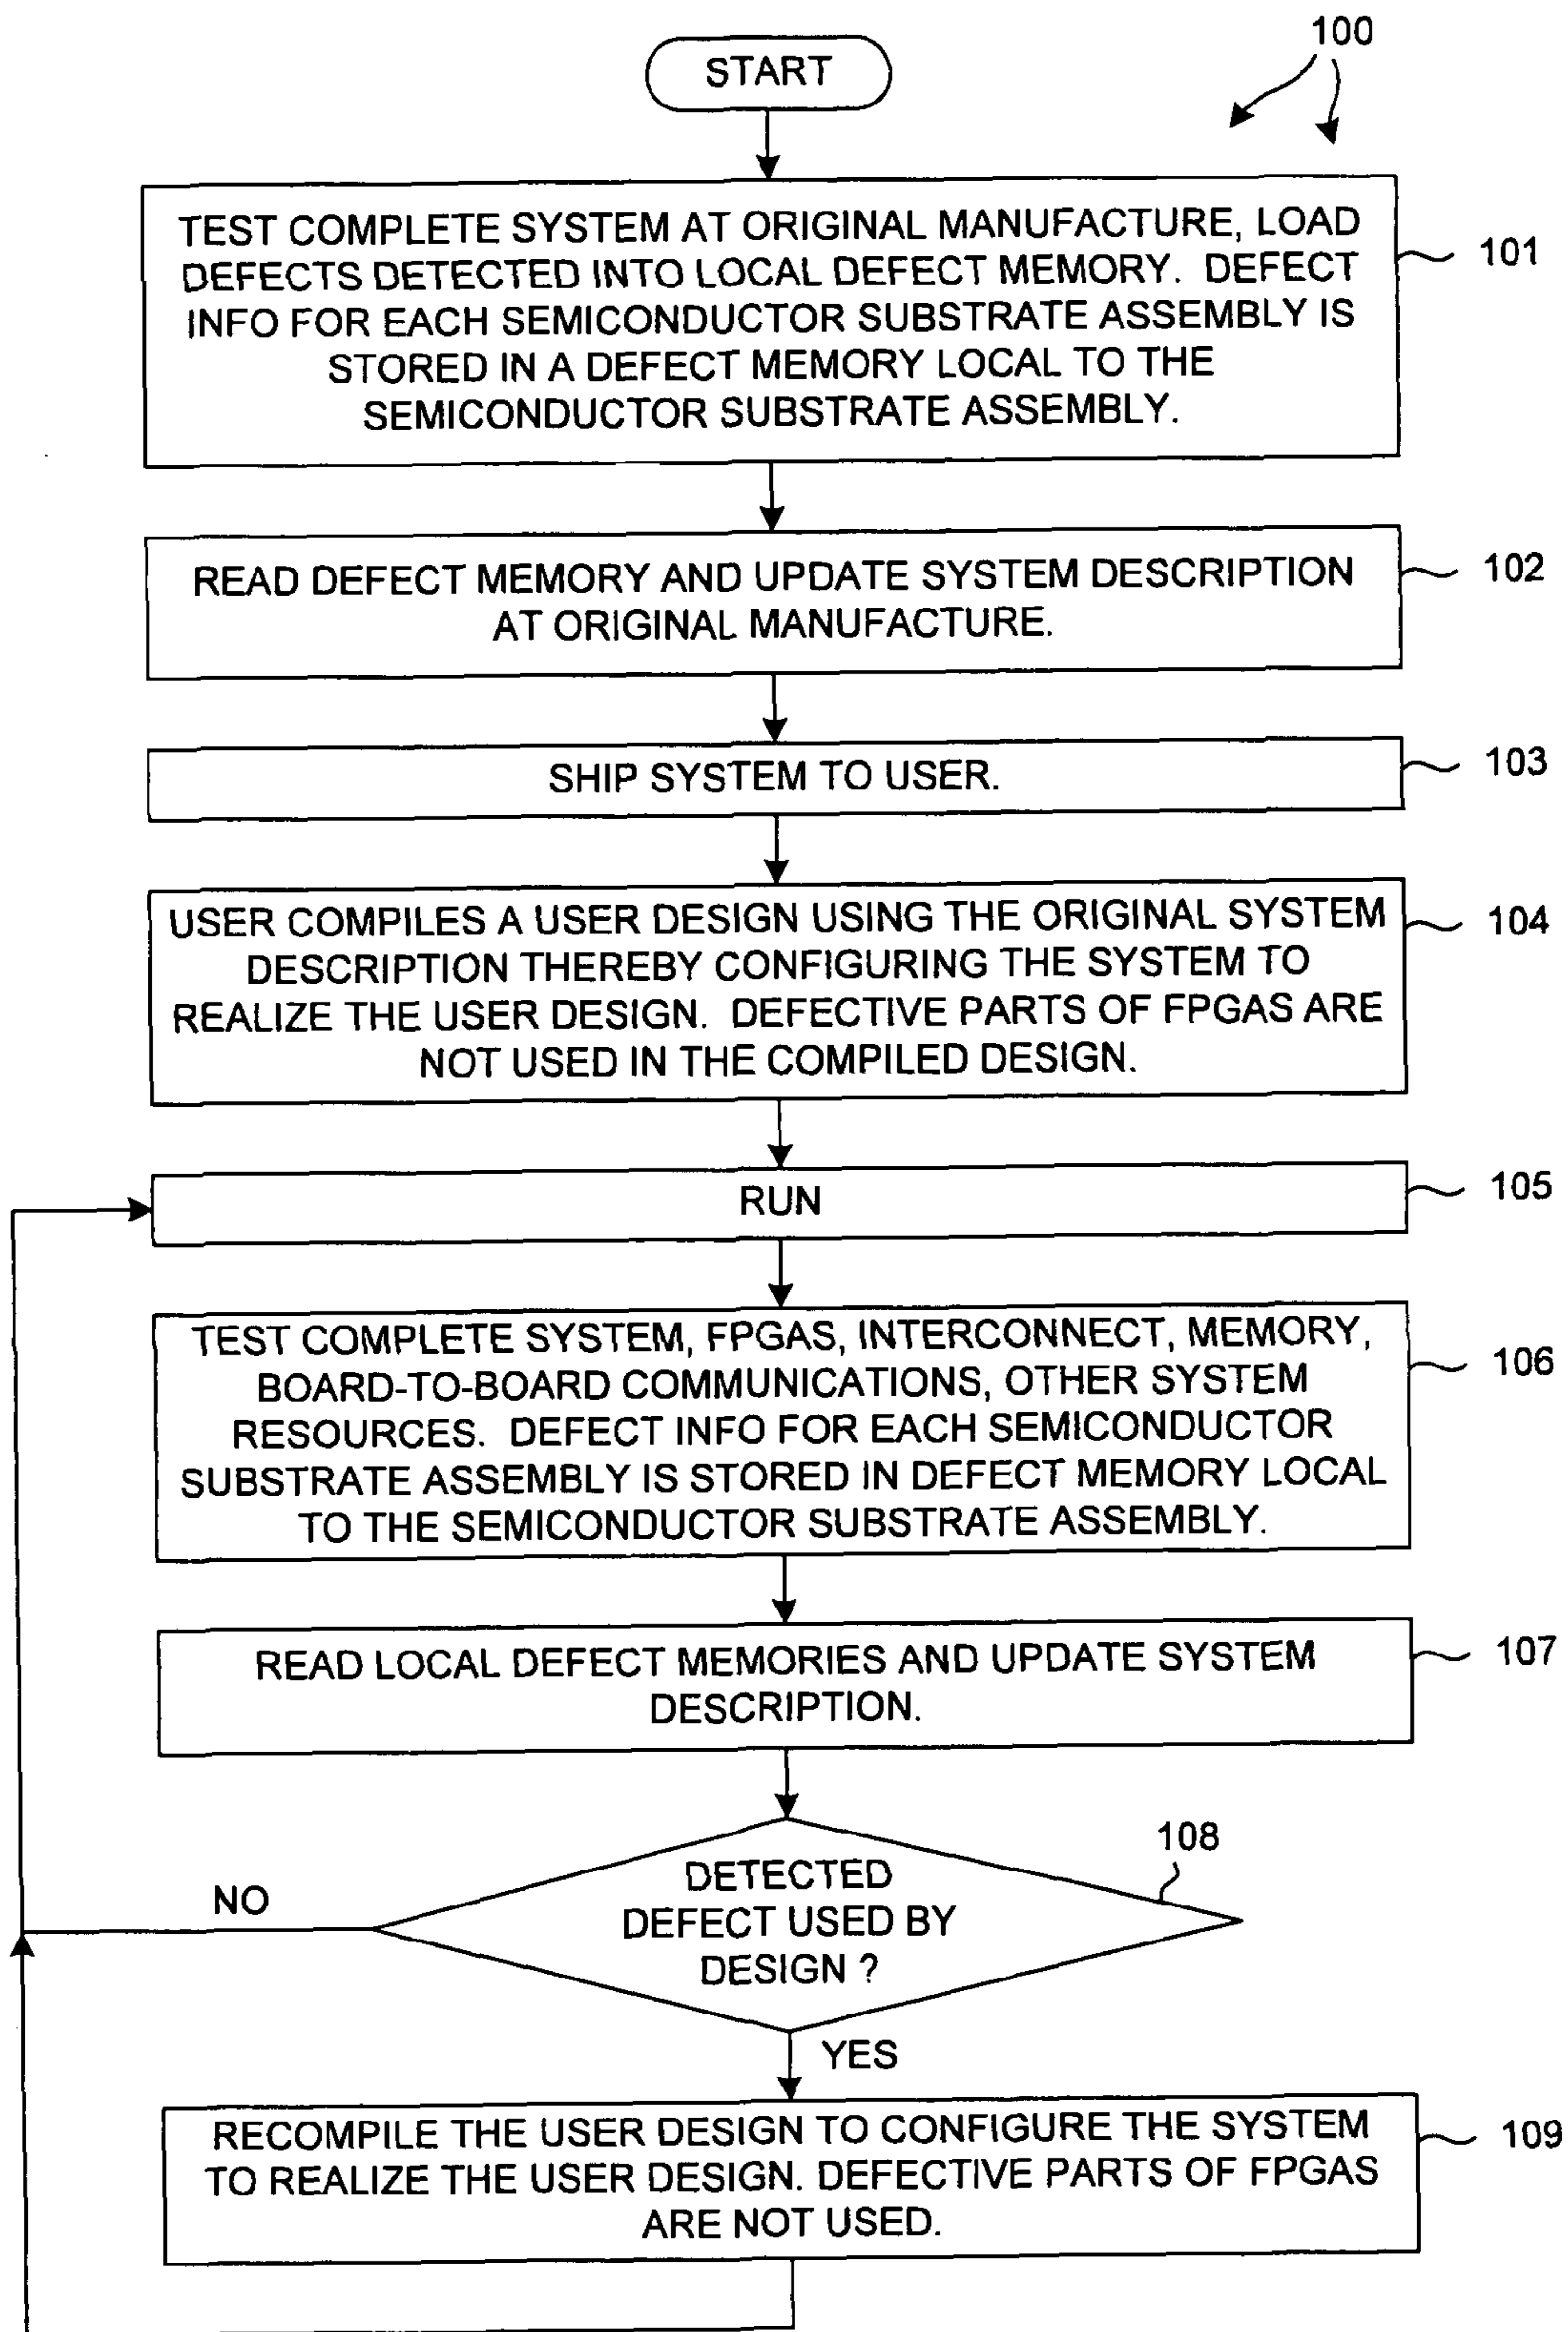 100
START
TEST COMPLETE SYSTEM AT ORIGINAL MANUFACTURE, LOAD
DEFECTS DETECTED INTO LOCAL DEFECT MEMORY. DEFECT
INFO FOR EACH SEMICONDUCTOR SUBSTRATE ASSEMBLY IS
STORED IN A DEFECT MEMORY LOCAL TO THE
SEMICONDUCTOR SUBSTRATE ASSEMBLY.
101
READ DEFECT MEMORY AND UPDATE SYSTEM DESCRIPTION
AT ORIGINAL MANUFACTURE.
102
SHIP SYSTEM TO USER.
103
USER COMPILES A USER DESIGN USING THE ORIGINAL SYSTEM
DESCRIPTION THEREBY CONFIGURING THE SYSTEM TO
REALIZE THE USER DESIGN. DEFECTIVE PARTS OF FPGAS ARE
NOT USED IN THE COMPILED DESIGN.
104
RUN
105
TEST COMPLETE SYSTEM, FPGAS, INTERCONNECT, MEMORY,
BOARD-TO-BOARD COMMUNICATIONS, OTHER SYSTEM
RESOURCES. DEFECT INFO FOR EACH SEMICONDUCTOR
SUBSTRATE ASSEMBLY IS STORED IN DEFECT MEMORY LOCAL
TO THE SEMICONDUCTOR SUBSTRATE ASSEMBLY.
106
READ LOCAL DEFECT MEMORIES AND UPDATE SYSTEM
DESCRIPTION.
107
108
DETECTED
DEFECT USED BY
DESIGN ?
NO
YES
RECOMPILE THE USER DESIGN TO CONFIGURE THE SYSTEM
TO REALIZE THE USER DESIGN. DEFECTIVE PARTS OF FPGAS
ARE NOT USED.
109